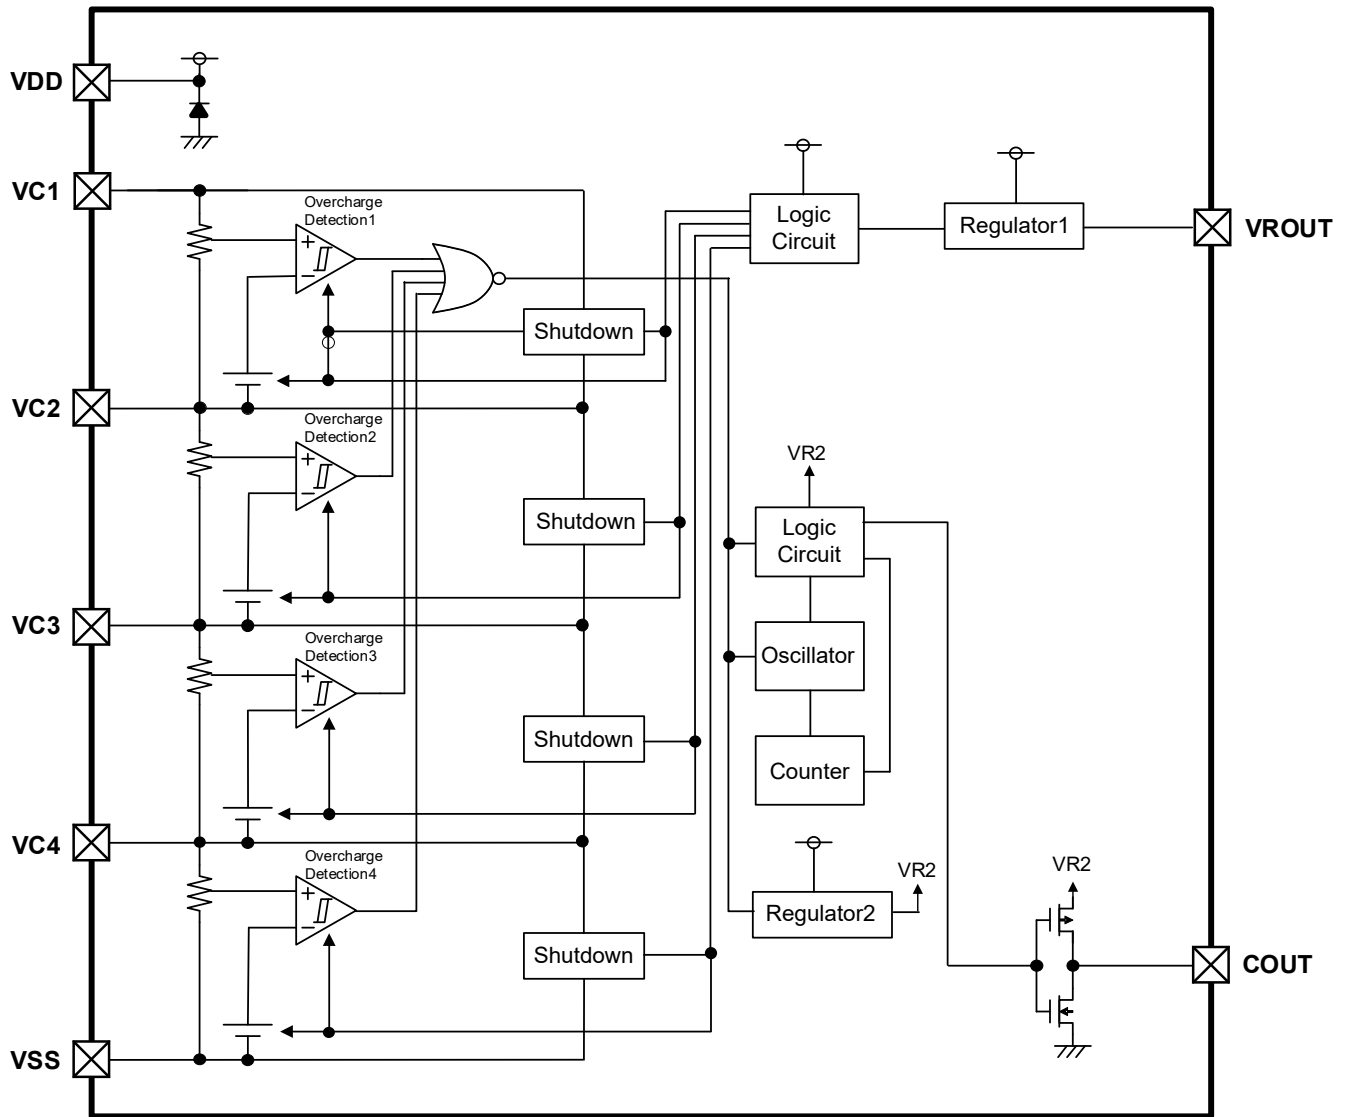 VDD
VC1
Overcharge
Detection1
+
−
Logic
Circuit
Regulator1
VROUT
Shutdown
VC2
Overcharge
Detection2
+
−
VR2
Shutdown
Logic
Circuit
VC3
Overcharge
Detection3
+
−
Oscillator
Shutdown
Counter
VC4
Overcharge
Detection4
+
−
VR2
VR2
Regulator2
Shutdown
COUT
VSS